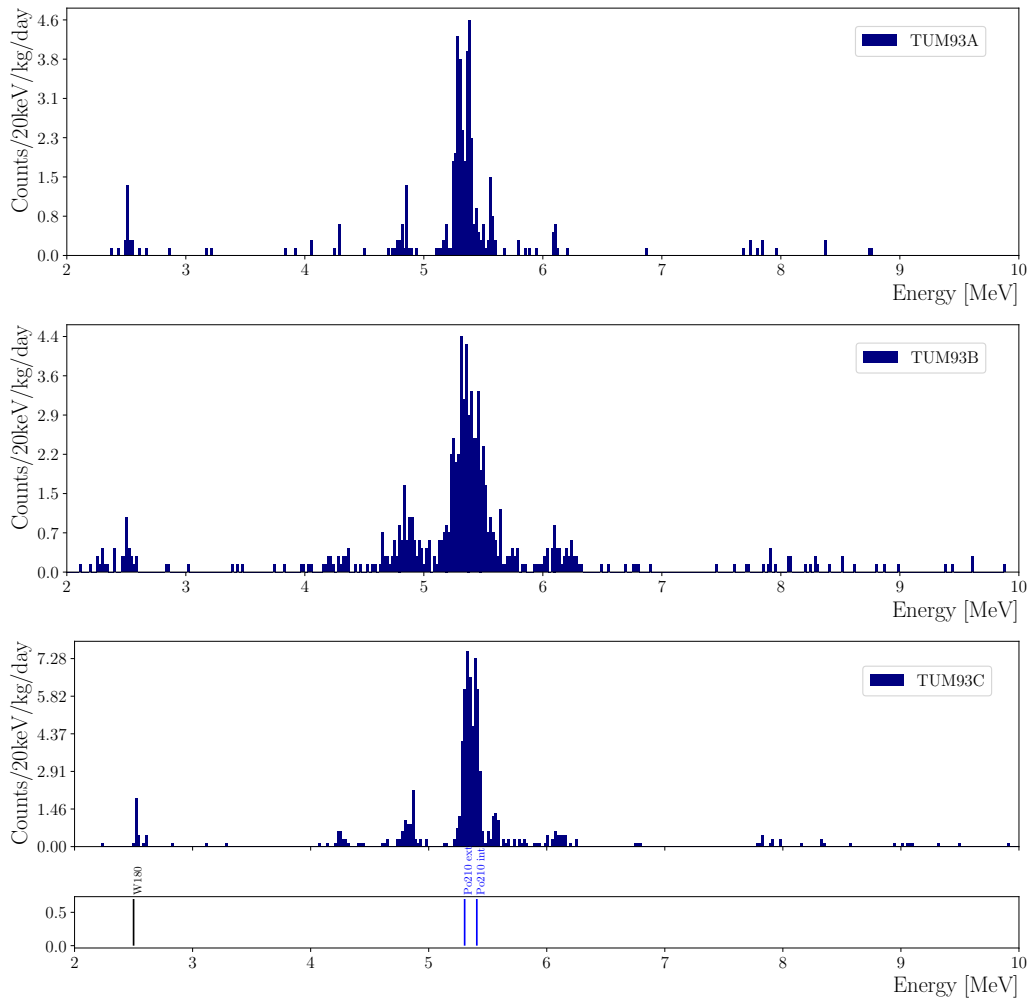 Counts/20keV/kg/day
4.6
3.8
3.1
2.3
1.5
0.8
0.0
TUM93A
2 3 4 5 6 7 8 9 10
Energy [MeV]
Counts/20keV/kg/day
4.4
3.6
2.9
2.2
1.5
0.7
0.0
TUM93B
2 3 4 5 6 7 8 9 10
Energy [MeV]
Counts/20keV/kg/day
7.28
5.82
4.37
2.91
1.46
0.00
TUM93C
W180
Po210 ext
Po210 int
0.5
0.0
2 3 4 5 6 7 8 9 10
Energy [MeV]